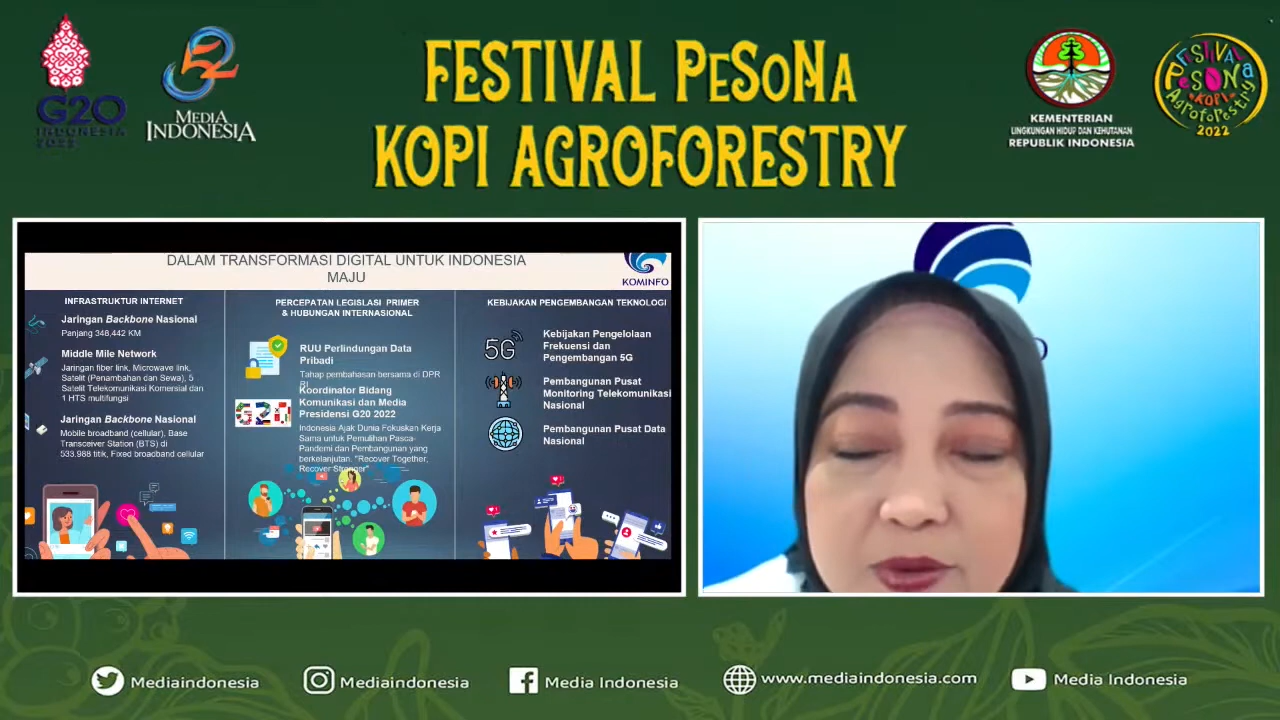 G20
INDONESIA
2022
52
MEDIA
INDONESIA
FESTIVAL PeSoNa
KOPI AGROFORESTRY
KEMENTERIAN
LINGKUNGAN HIDUP DAN KEHUTANAN
REPUBLIK INDONESIA
FESTIVAL
PeSONa
KOPI
Agroforestry
2022
DALAM TRANSFORMASI DIGITAL UNTUK INDONESIA
MAJU
KOMINFO
INFRASTRUKTUR INTERNET
Jaringan Backbone Nasional
Panjang 348,442 KM
Middle Mile Network
Jaringan fiber link, Microwave link,
Satelit (Penambahan dan Sewa), 5
Satelit Telekomunikasi Komersial dan
1 HTS multifungsi
Jaringan Backbone Nasional
Mobile broadband (cellular), Base
Transceiver Station (BTS) di
533.988 titik, Fixed broadband cellular
PERCEPATAN LEGISLASI PRIMER
& HUBUNGAN INTERNASIONAL
RUU Perlindungan Data
Pribadi
Tahap pembahasan bersama di DPR
RI
G20
Koordinator Bidang
Komunikasi dan Media
Presidensi G20 2022
Indonesia Ajak Dunia Fokuskan Kerja
Sama untuk Pemulihan Pasca-
Pandemi dan Pembangunan yang
berkelanjutan. "Recover Together,
Recover Stronger"
KEBIJAKAN PENGEMBANGAN TEKNOLOGI
5G
Kebijakan Pengelolaan
Frekuensi dan
Pengembangan 5G
Pembangunan Pusat
Monitoring Telekomunikasi
Nasional
Pembangunan Pusat Data
Nasional
Mediaindonesia
Mediaindonesia
Media Indonesia
www.mediaindonesia.com
Media Indonesia